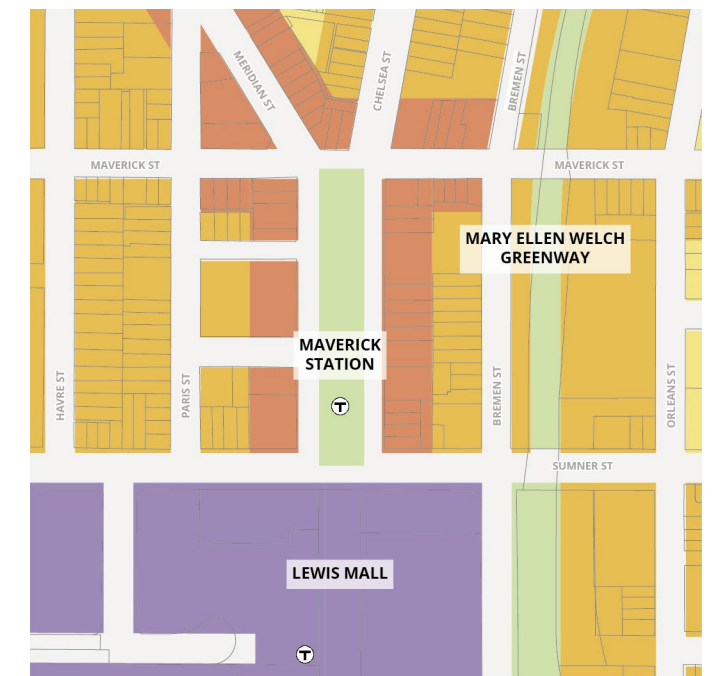 MERIDIAN ST
CHELSEA ST
BREMEN ST
MAVERICK ST
MAVERICK ST
MARY ELLEN WELCH
GREENWAY
MAVERICK
STATION
HAVRE ST
PARIS ST
BREMEN ST
ORLEANS ST
T
SUMNER ST
LEWIS MALL
T